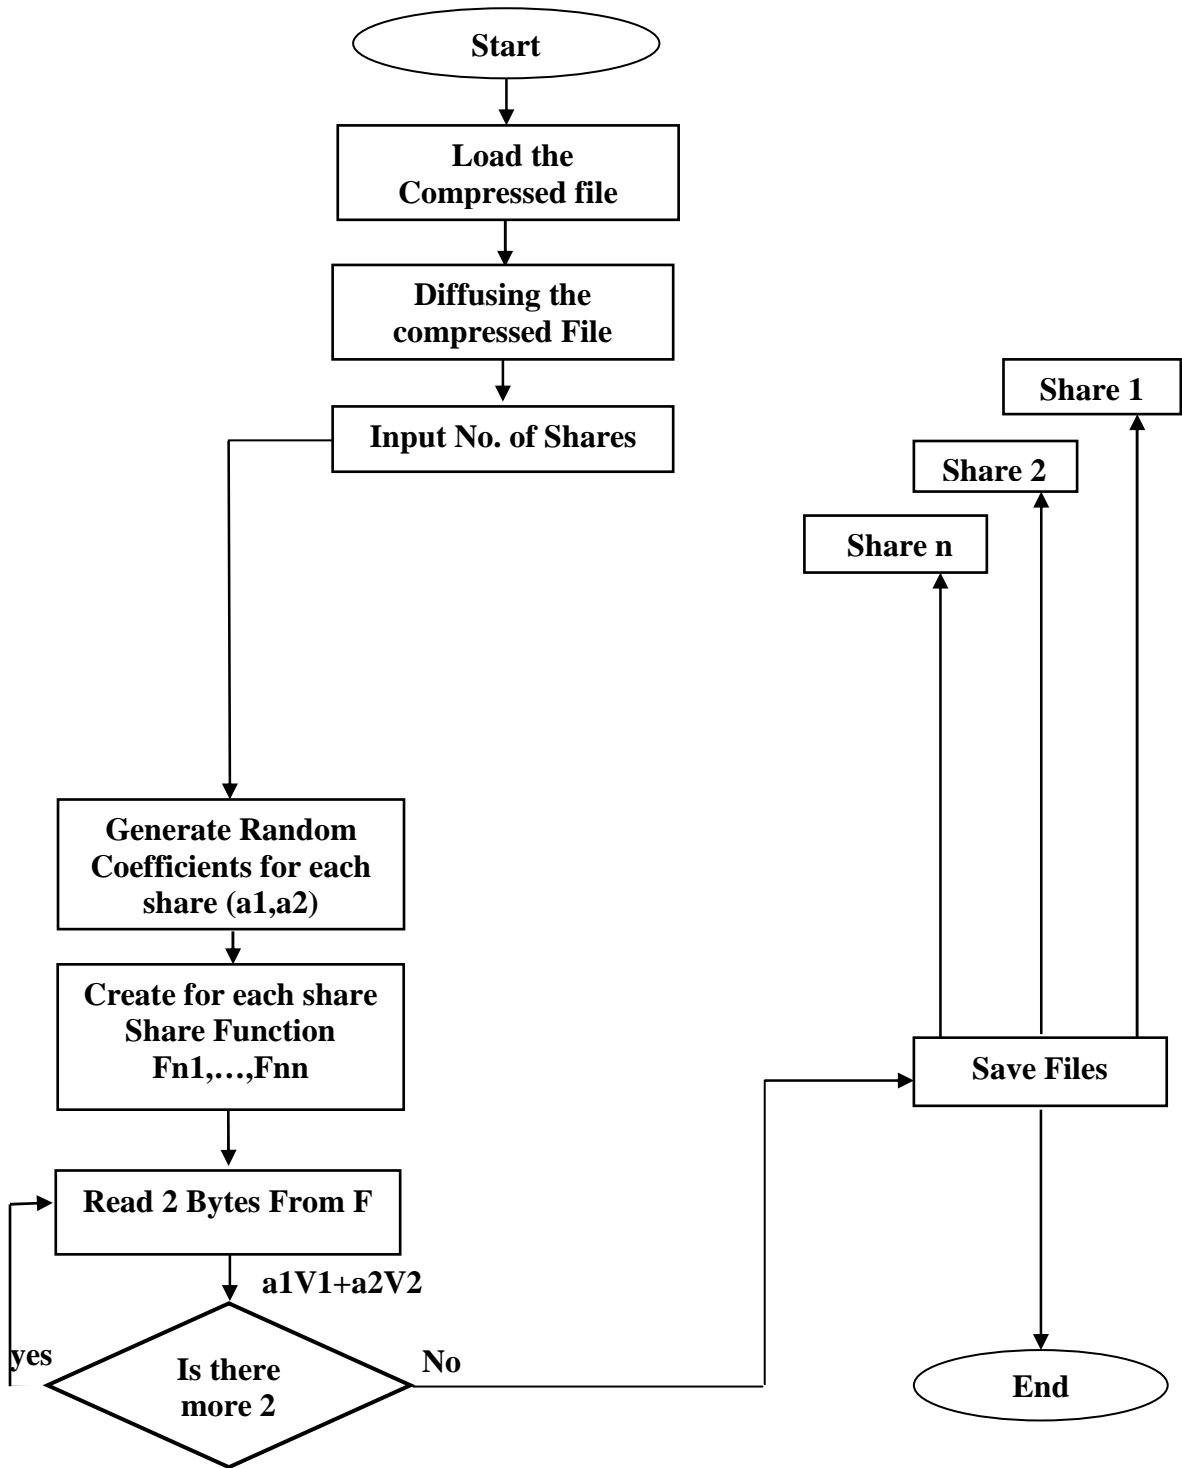 Start
Load the
Compressed file
Diffusing the
compressed File
Input No. of Shares
Share 1
Share 2
Share n
Generate Random
Coefficients for each
share (a1,a2)
Create for each share
Share Function
Fn1,…,Fnn
Read 2 Bytes From F
a1V1+a2V2
yes
Is there
more 2
No
Save Files
End